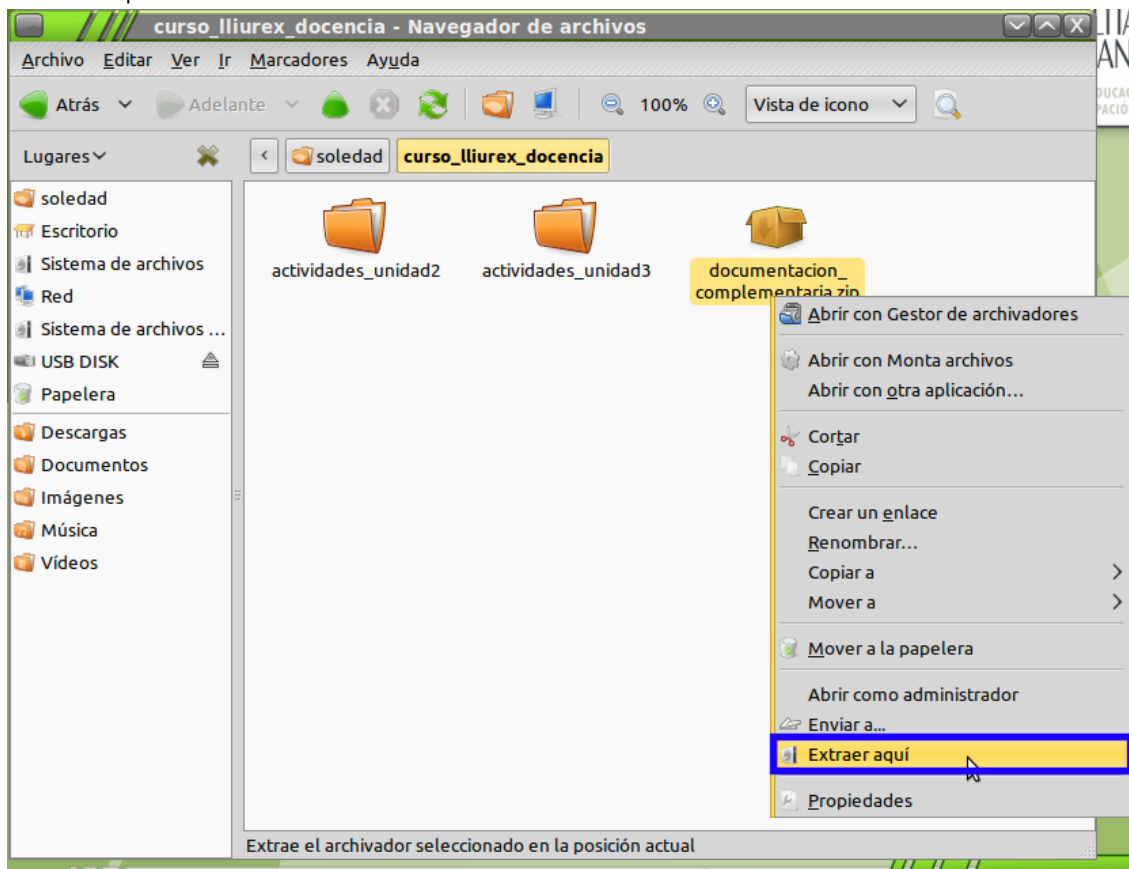 curso_lliurex_docencia - Navegador de archivos
Archivo Editar Ver Ir Marcadores Ayuda
Atrás Adelante 100% Vista de icono
Lugares
soledad curso_lliurex_docencia
soledad
Escritorio
Sistema de archivos
Red
Sistema de archivos ...
USB DISK
Papelera
Descargas
Documentos
Imágenes
Música
Vídeos
actividades_unidad2
actividades_unidad3
documentacion_
complementaria.zip
Abrir con Gestor de archivadores
Abrir con Monta archivos
Abrir con otra aplicación...
Cortar
Copiar
Crear un enlace
Renombrar...
Copiar a
Mover a
Mover a la papelera
Abrir como administrador
Enviar a...
Extraer aquí
Propiedades
Extrae el archivador seleccionado en la posición actual